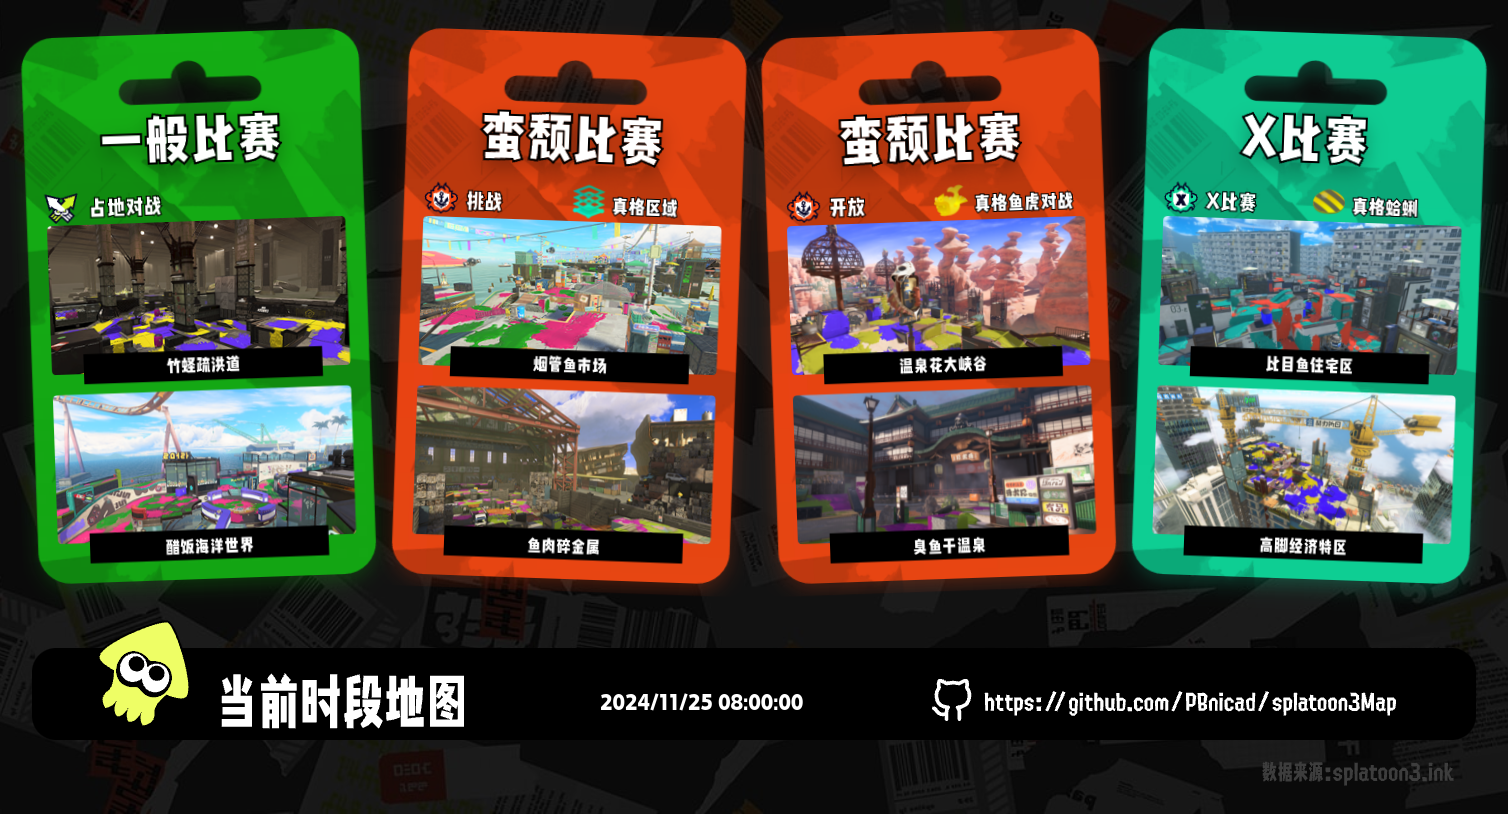 一般比赛
占地对战
竹蛏疏洪道
醋饭海洋世界
蛮颓比赛
挑战
真格区域
烟管鱼市场
鱼肉碎金属
蛮颓比赛
开放
真格鱼虎对战
温泉花大峡谷
臭鱼干温泉
X比赛
X比赛
真格蛤蜊
比目鱼住宅区
高脚经济特区
当前时段地图
2024/11/25 08:00:00
https://github.com/PBnicad/splatoon3Map
数据来源:splatoon3.ink